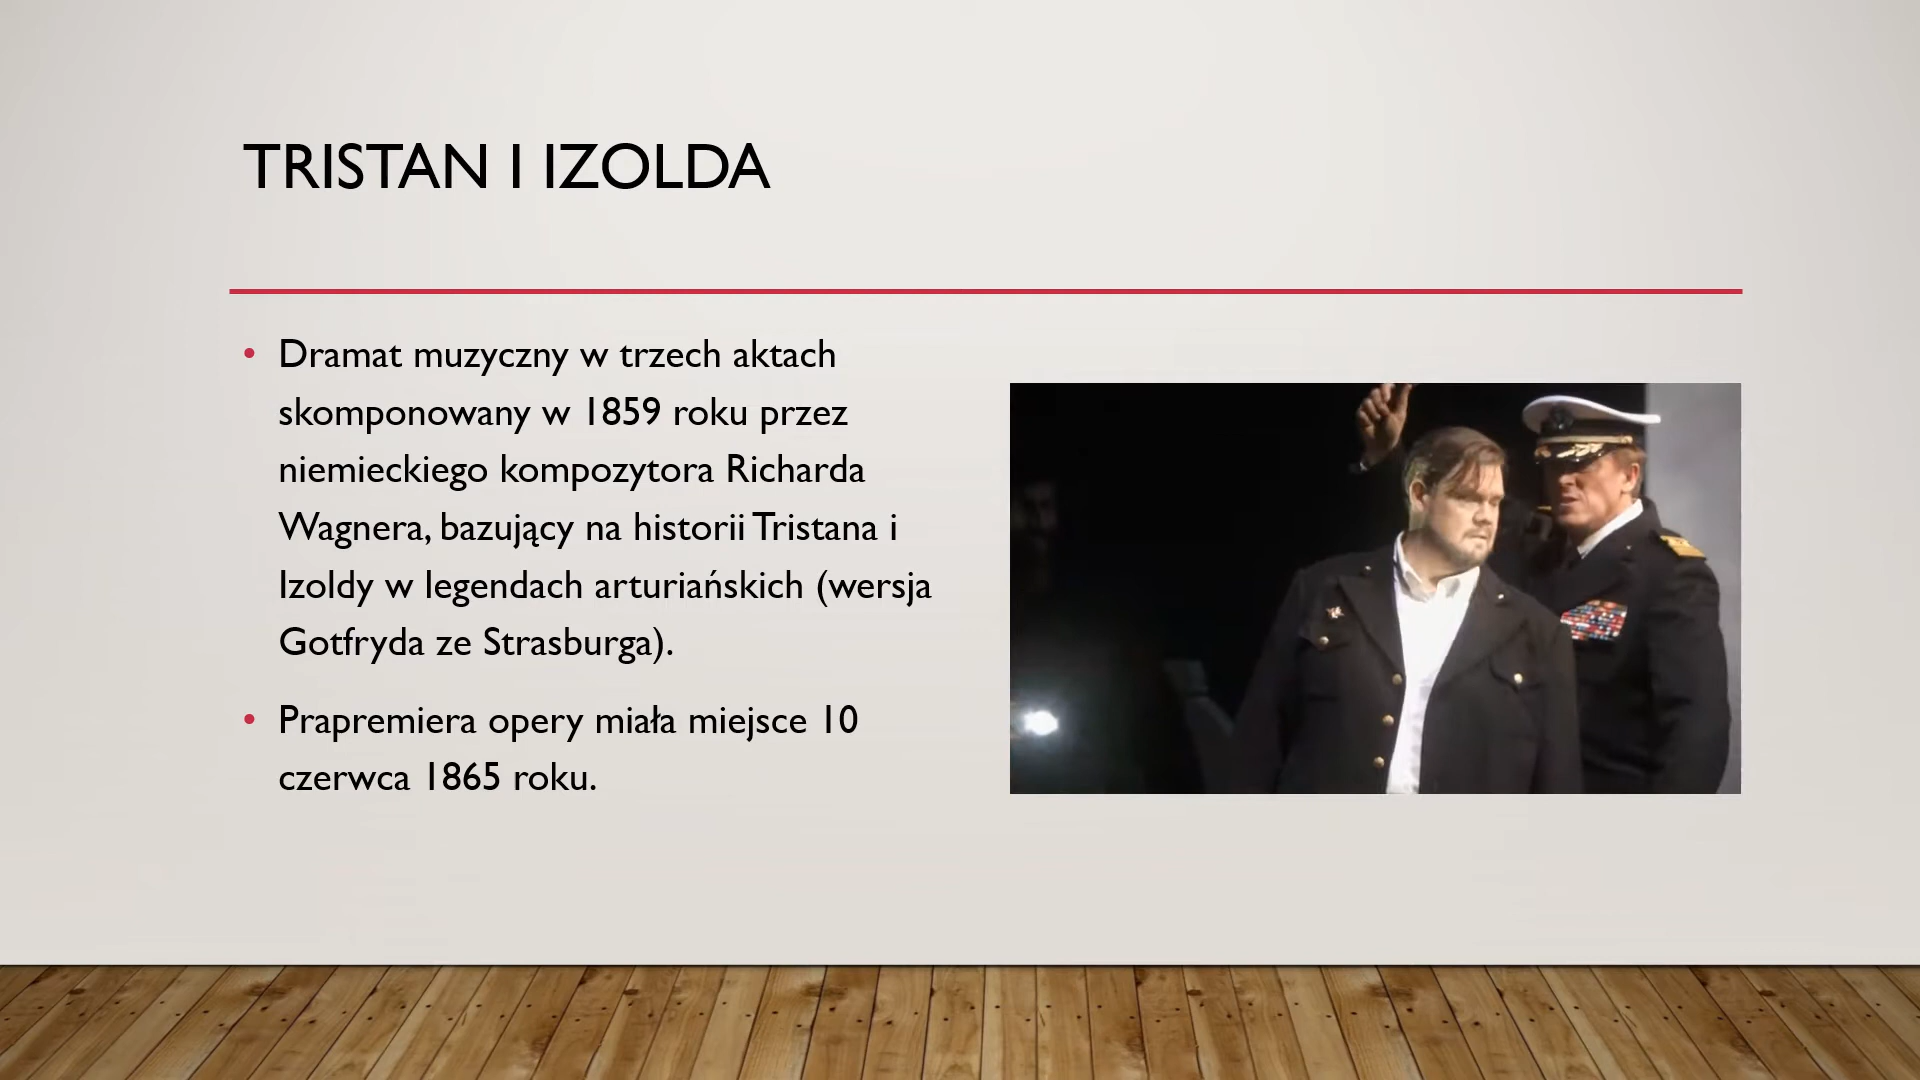 TRISTAN I IZOLDA
• Dramat muzyczny w trzech aktach
skomponowany w 1859 roku przez
niemieckiego kompozytora Richarda
Wagnera, bazujący na historii Tristana i
Izoldy w legendach arturiańskich (wersja
Gotfryda ze Strasburga).
• Prapremiera opery miała miejsce 10
czerwca 1865 roku.